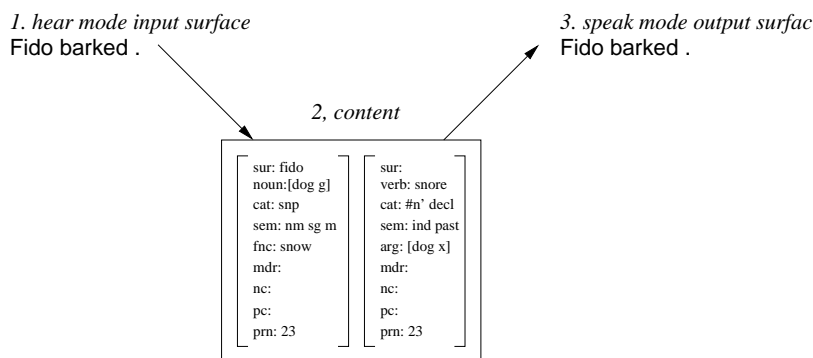 1. hear mode input surface
Fido barked .
3. speak mode output surfac
Fido barked .
2, content
sur: fido
noun:[dog g]
cat: snp
sem: nm sg m
fnc: snow
mdr:
nc:
pc:
prn: 23
sur:
verb: snore
cat: #n’ decl
sem: ind past
arg: [dog x]
mdr:
nc:
pc:
prn: 23